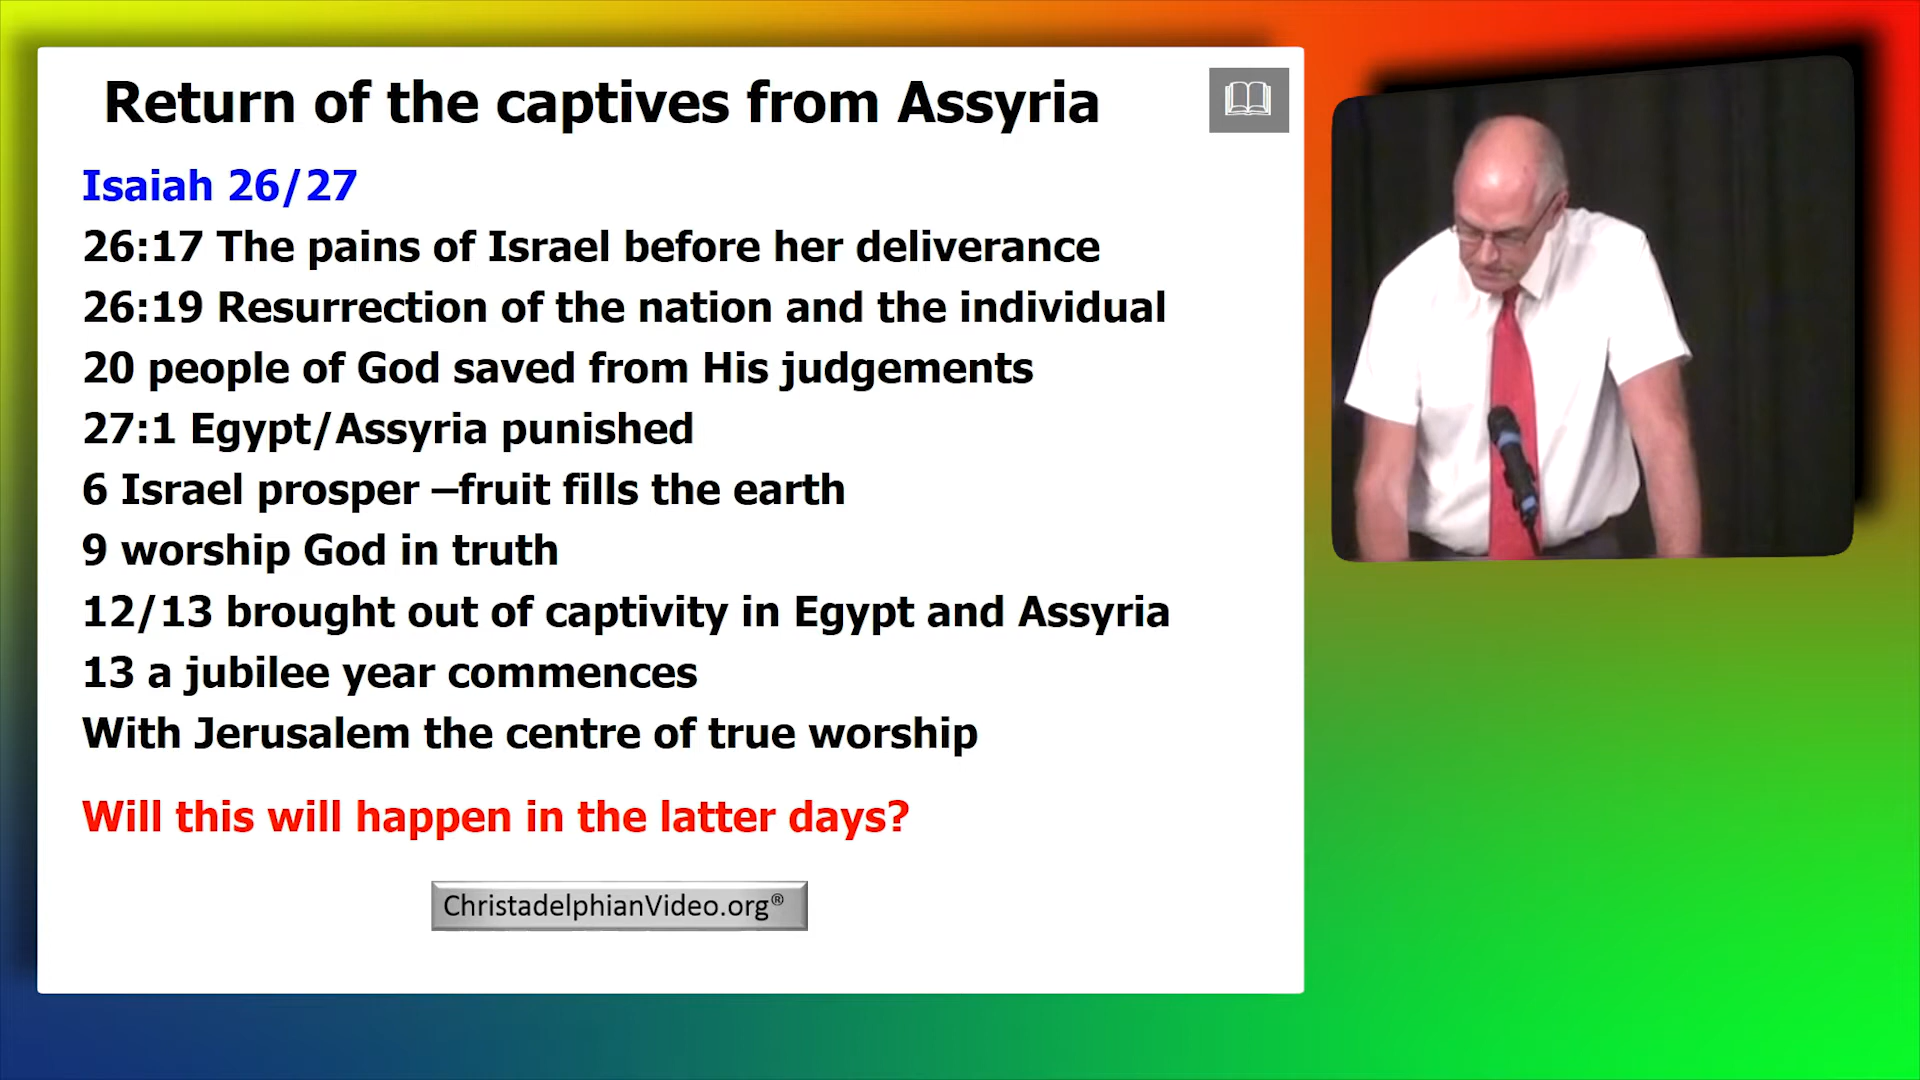 Return of the captives from Assyria
Isaiah 26/27
26:17 The pains of Israel before her deliverance
26:19 Resurrection of the nation and the individual
20 people of God saved from His judgements
27:1 Egypt/Assyria punished
6 Israel prosper –fruit fills the earth
9 worship God in truth
12/13 brought out of captivity in Egypt and Assyria
13 a jubilee year commences
With Jerusalem the centre of true worship
Will this will happen in the latter days?
ChristadelphianVideo.org®